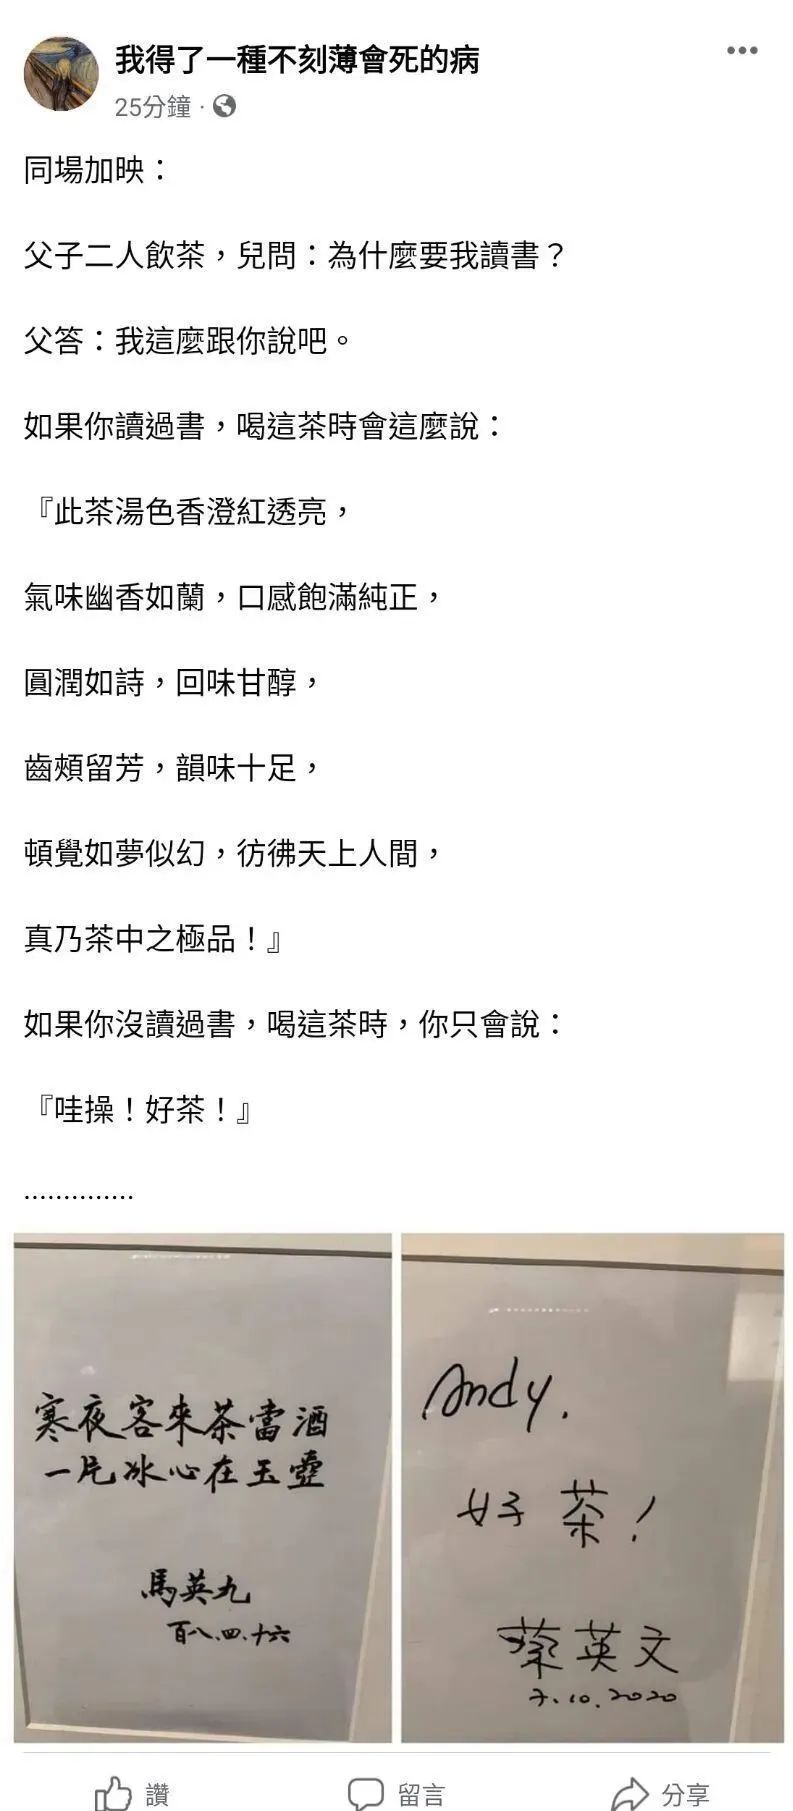 我得了一種不刻薄會死的病
25分鐘·
同場加映：
父子二人飲茶，兒問：為什麼要我讀書？
父答：我這麼跟你說吧。
如果你讀過書，喝這茶時會這麼說：
『此茶湯色香澄紅透亮，
氣味幽香如蘭，口感飽滿純正，
圓潤如詩，回味甘醇，
齒頰留芳，韻味十足，
頓覺如夢似幻，彷彿天上人間，
真乃茶中之極品！』
如果你沒讀過書，喝這茶時，你只會說：
『哇操！好茶！』
..............
寒夜客來茶當酒
一片冰心在玉壺
馬英九
百八.四.十六
Andy.
好茶！
蔡英文
7.10.2020
讚
留言
分享